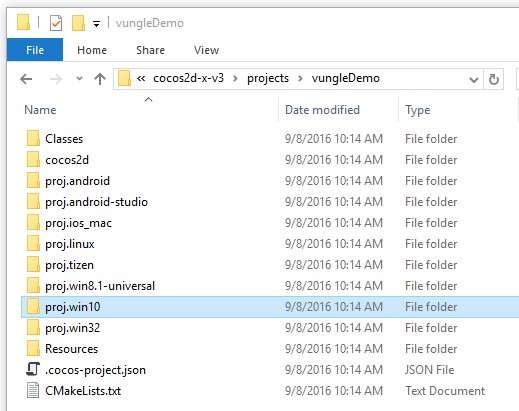 vungleDemo
File Home Share View
« cocos2d-x-v3 projects vungleDemo
Name Date modified Type
Classes 9/8/2016 10:14 AM File folder
cocos2d 9/8/2016 10:14 AM File folder
proj.android 9/8/2016 10:14 AM File folder
proj.android-studio 9/8/2016 10:14 AM File folder
proj.ios_mac 9/8/2016 10:14 AM File folder
proj.linux 9/8/2016 10:14 AM File folder
proj.tizen 9/8/2016 10:14 AM File folder
proj.win8.1-universal 9/8/2016 10:14 AM File folder
proj.win10 9/8/2016 10:14 AM File folder
proj.win32 9/8/2016 10:14 AM File folder
Resources 9/8/2016 10:14 AM File folder
.cocos-project.json 9/8/2016 10:14 AM JSON File
CMakeLists.txt 9/8/2016 10:14 AM Text Document